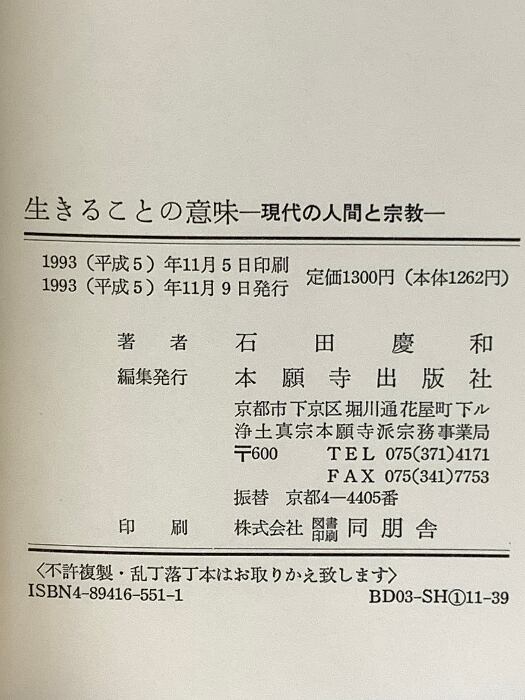 生きることの意味―現代の人間と宗教―
1993（平成5）年11月5日印刷
1993（平成5）年11月9日発行
定価1300円（本体1262円）
著者 石田慶和
編集発行 本願寺出版社
京都市下京区堀川通花屋町下ル
浄土真宗本願寺派宗務事業局
〒600 TEL 075(371)4171
FAX 075(341)7753
振替 京都4―4405番
印刷 株式会社 図書印刷 同朋舎
〈不許複製・乱丁落丁本はお取りかえ致します〉
ISBN4-89416-551-1 BD03-SH①11-39